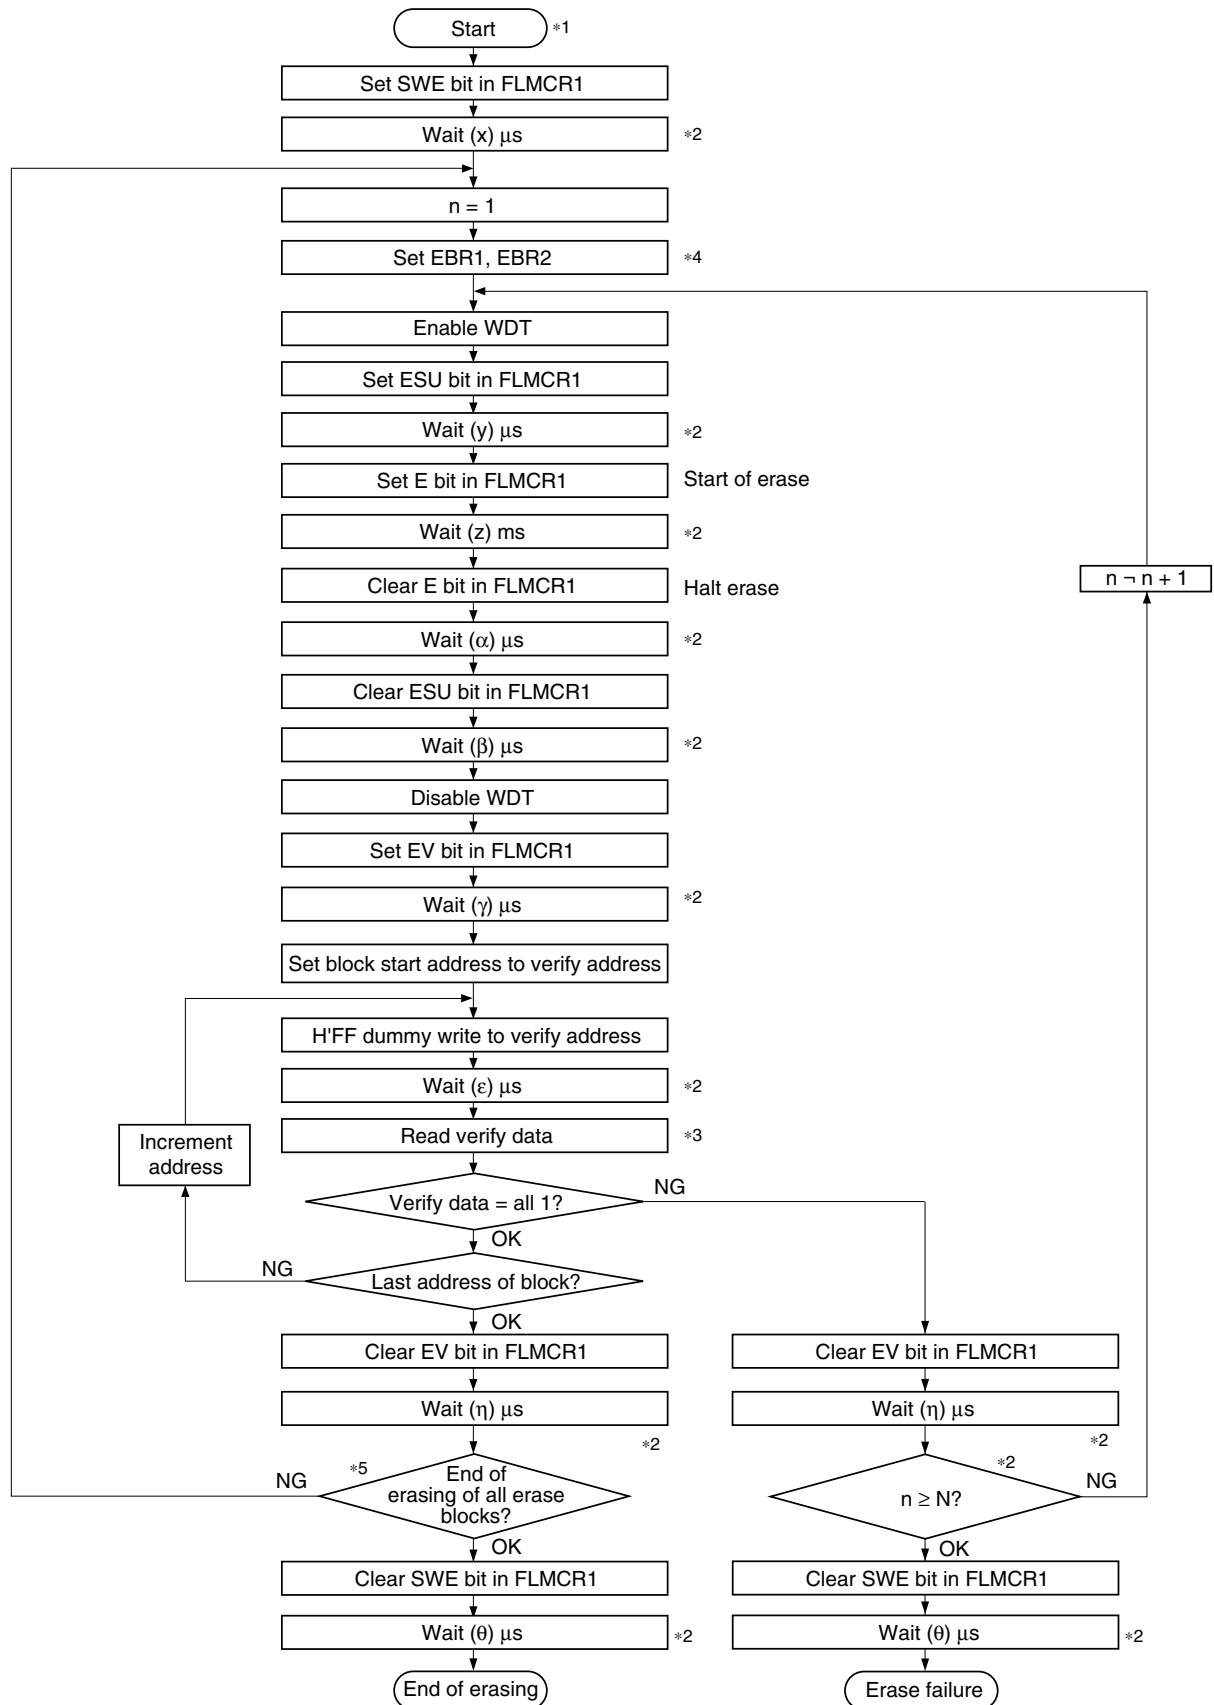 Start *1
Set SWE bit in FLMCR1
Wait (x) μs *2
n = 1
Set EBR1, EBR2 *4
Enable WDT
Set ESU bit in FLMCR1
Wait (y) μs *2
Set E bit in FLMCR1 Start of erase
Wait (z) ms *2
Clear E bit in FLMCR1 Halt erase
n ¬ n + 1
Wait (α) μs *2
Clear ESU bit in FLMCR1
Wait (β) μs *2
Disable WDT
Set EV bit in FLMCR1
Wait (γ) μs *2
Set block start address to verify address
H'FF dummy write to verify address
Wait (ε) μs *2
Read verify data *3
Increment
address
Verify data = all 1? NG
OK
NG Last address of block?
OK
Clear EV bit in FLMCR1 Clear EV bit in FLMCR1
Wait (η) μs Wait (η) μs
*2 *2
NG *5 End of
erasing of all erase
blocks?
*2
n ≥ N? NG
OK OK
Clear SWE bit in FLMCR1 Clear SWE bit in FLMCR1
Wait (θ) μs *2 Wait (θ) μs *2
End of erasing Erase failure